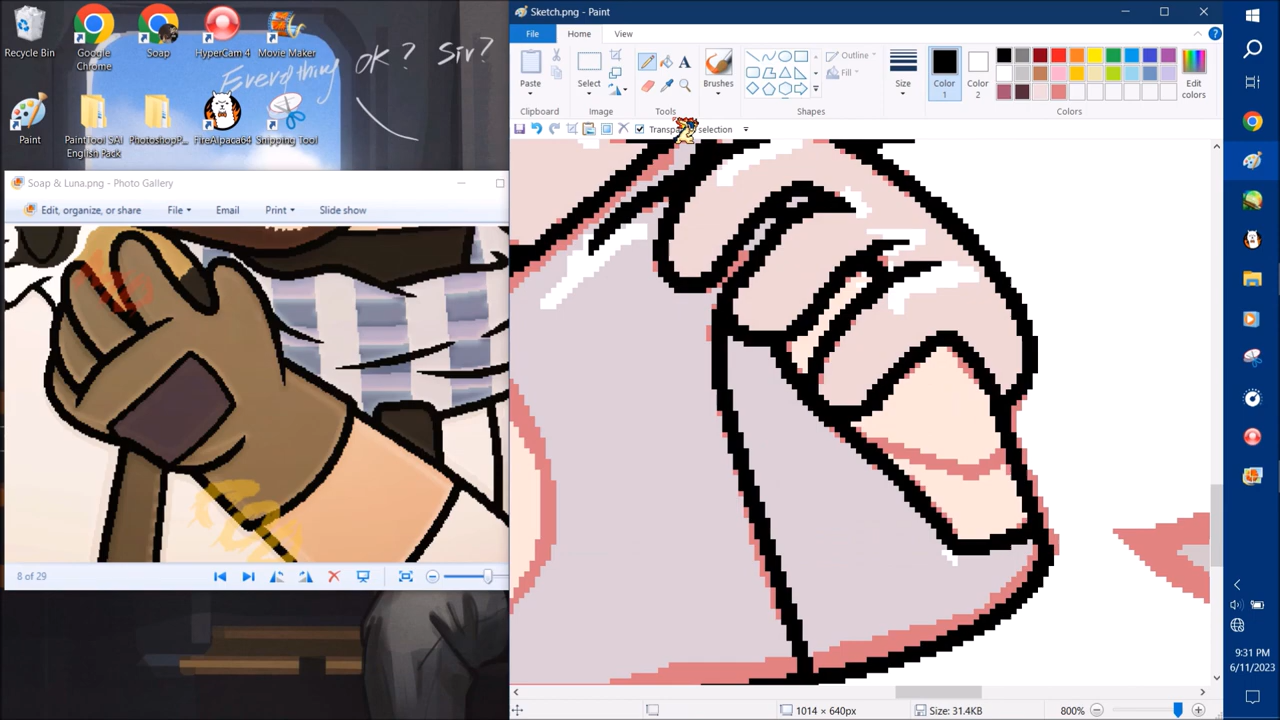 Recycle Bin
Google Chrome
Soap
HyperCam 4
Movie Maker
Everything OK? Sir?
Paint
PaintTool SAI English Pack
PhotoshopP...
FireAlpaca64
Snipping Tool
Soap & Luna.png - Photo Gallery
Edit, organize, or share
File
Email
Print
Slide show
8 of 29
Sketch.png - Paint
File
Home
View
Paste
Select
Brushes
Outline
Fill
Size
Color 1
Color 2
Edit colors
Clipboard
Image
Tools
Shapes
Colors
selection
1014 × 640px
Size: 31.4KB
800%
9:31 PM
6/11/2023